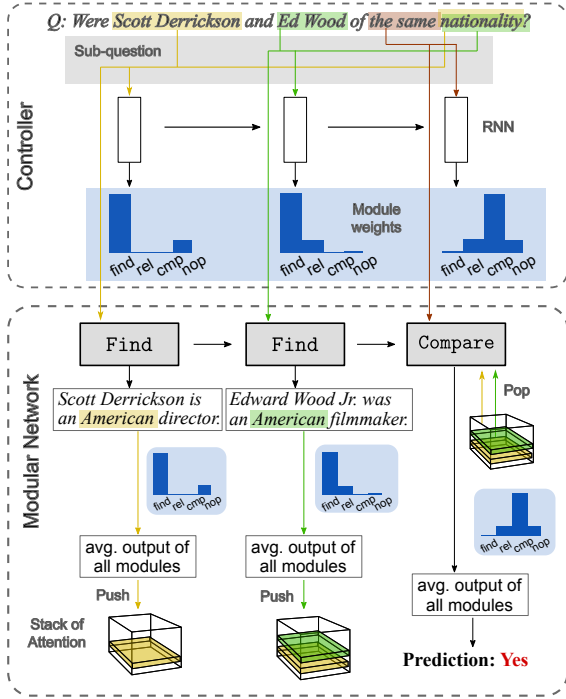 Q: Were Scott Derrickson and Ed Wood of the same nationality?
Sub-question
Controller
RNN
Module
weights
find rel cmp nop
find rel cmp nop
find rel cmp nop
Modular Network
Find
Find
Compare
Scott Derrickson is
an American director.
Edward Wood Jr. was
an American filmmaker.
Pop
find rel cmp nop
find rel cmp nop
find rel cmp nop
avg. output of
all modules
avg. output of
all modules
avg. output of
all modules
Push
Push
Stack of
Attention
Prediction: Yes